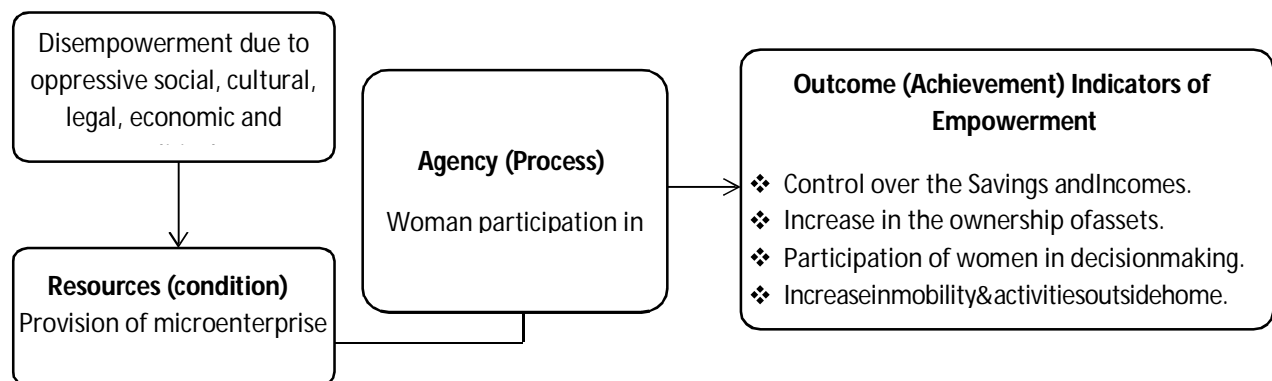 Disempowerment due to
oppressive social, cultural,
legal, economic and
Resources (condition)
Provision of microenterprise
Agency (Process)
Woman participation in
Outcome (Achievement) Indicators of
Empowerment
❖ Control over the Savings andIncomes.
❖ Increase in the ownership ofassets.
❖ Participation of women in decisionmaking.
❖ Increaseinmobility&activitiesoutsidehome.